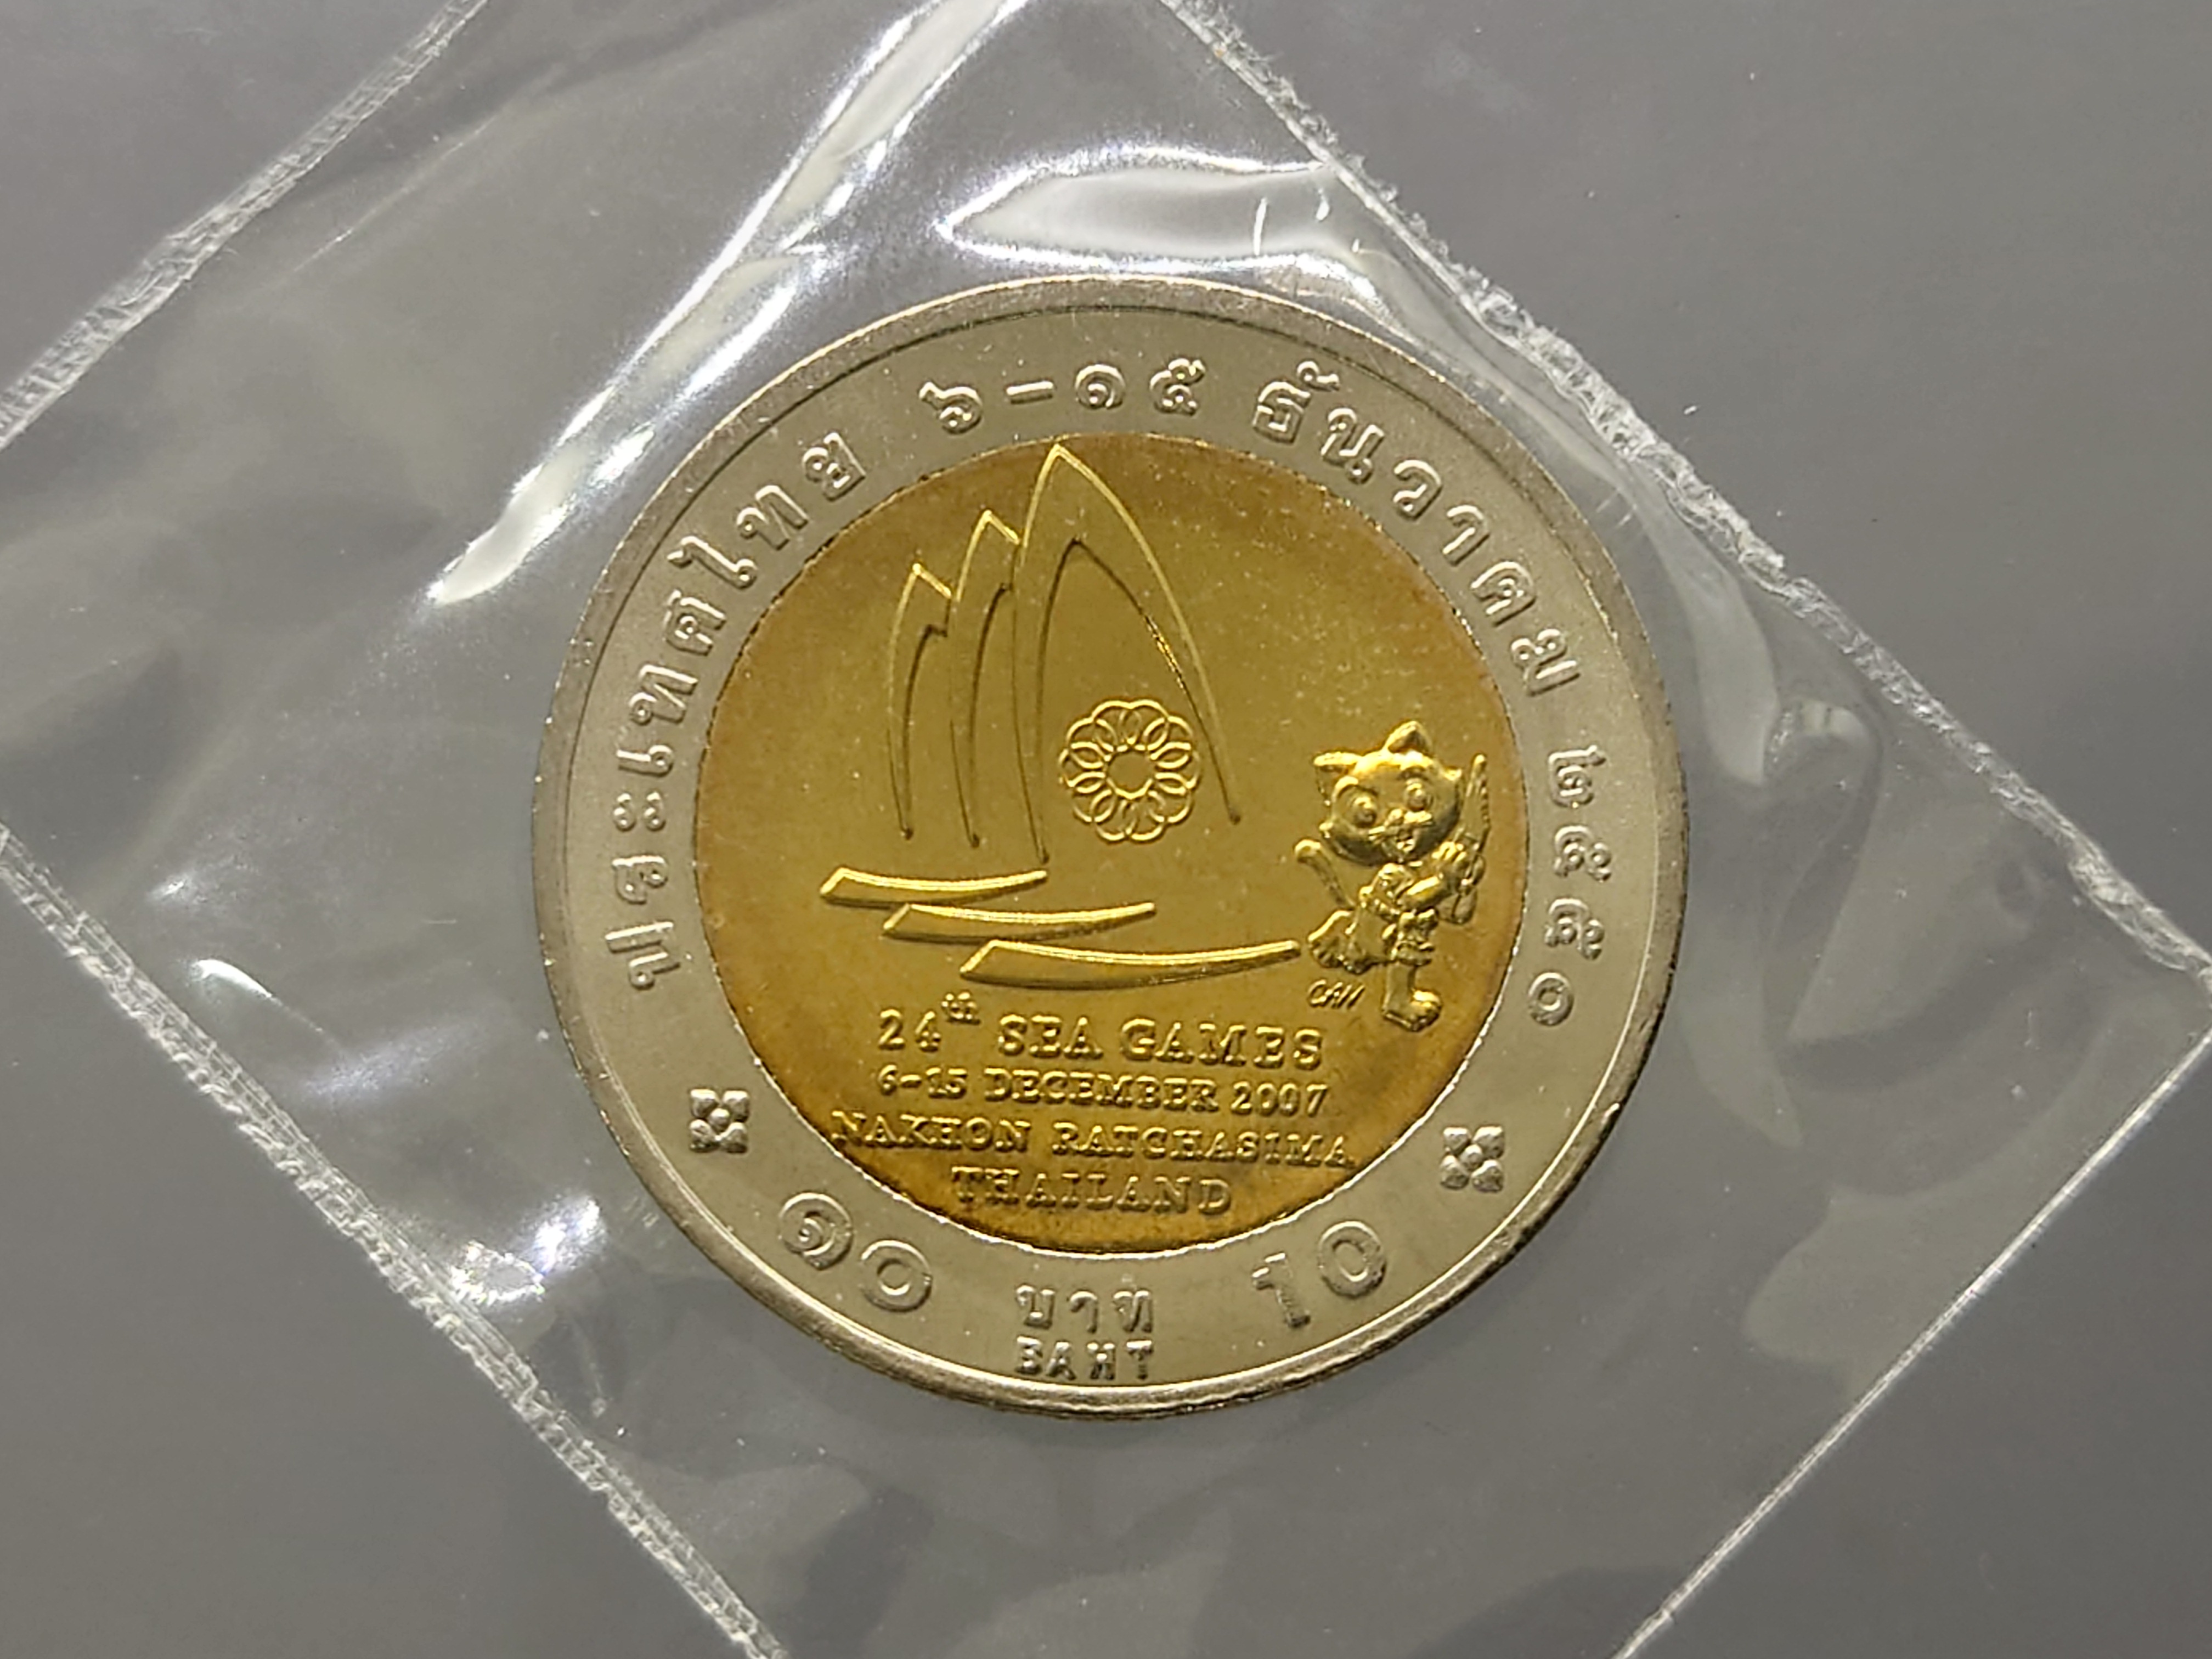 ประเทศไทย ๖-๑๕ ธันวาคม ๒๕๕๐
CAN
24th SEA GAMES
6-15 DECEMBER 2007
NAKHON RATCHASIMA
THAILAND
๑๐ บาท 10
BAHT